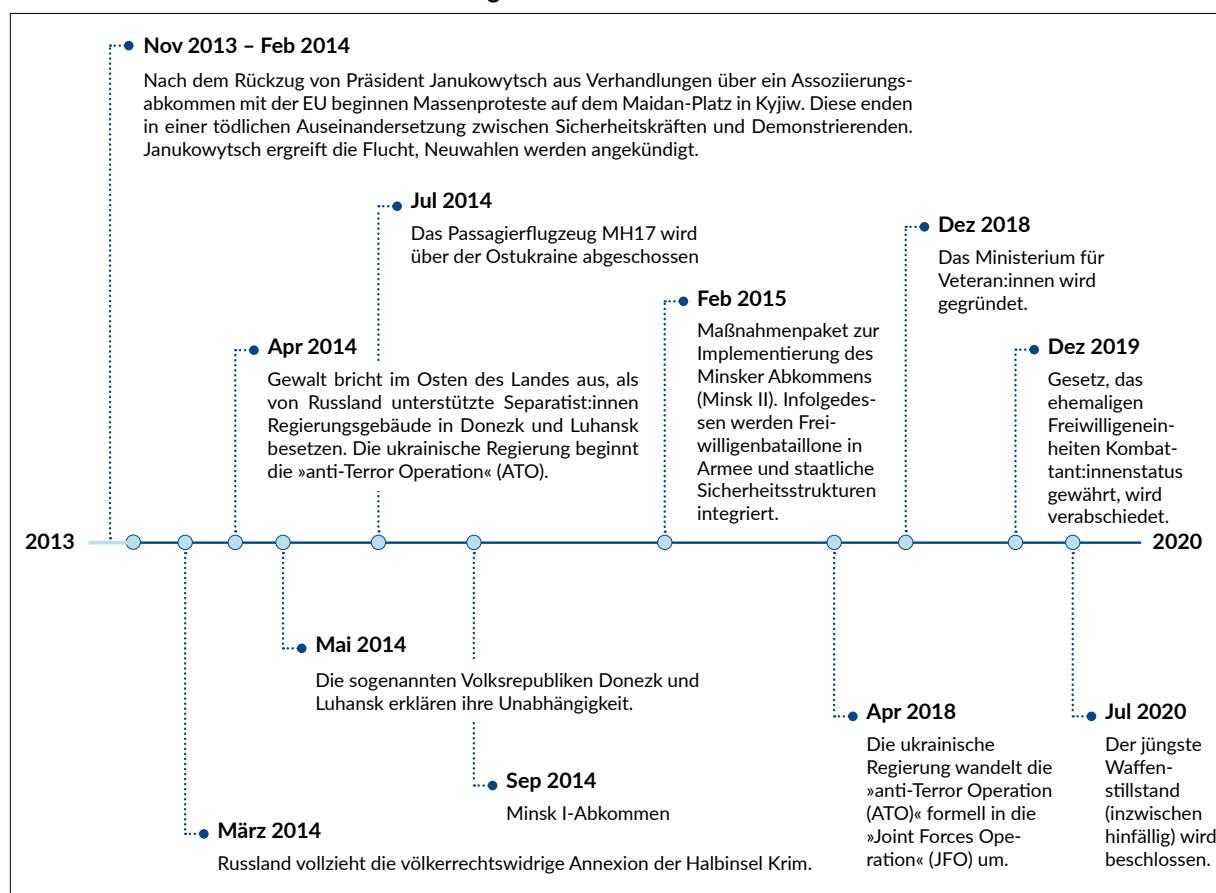 Nov 2013 – Feb 2014
Nach dem Rückzug von Präsident Janukowytsch aus Verhandlungen über ein Assoziierungs-
abkommen mit der EU beginnen Massenproteste auf dem Maidan-Platz in Kyjiw. Diese enden
in einer tödlichen Auseinandersetzung zwischen Sicherheitskräften und Demonstrierenden.
Janukowytsch ergreift die Flucht, Neuwahlen werden angekündigt.
Jul 2014
Das Passagierflugzeug MH17 wird
über der Ostukraine abgeschossen
Dez 2018
Das Ministerium für
Veteran:innen wird
gegründet.
Feb 2015
Maßnahmenpaket zur
Implementierung des
Minsker Abkommens
(Minsk II). Infolgedes-
sen werden Frei-
willigenbataillone in
Armee und staatliche
Sicherheitsstrukturen
integriert.
Apr 2014
Gewalt bricht im Osten des Landes aus, als
von Russland unterstützte Separatist:innen
Regierungsgebäude in Donezk und Luhansk
besetzen. Die ukrainische Regierung beginnt
die »anti-Terror Operation« (ATO).
Dez 2019
Gesetz, das
ehemaligen
Freiwilligenein-
heiten Kombat-
tant:innenstatus
gewährt, wird
verabschiedet.
2013
2020
Mai 2014
Die sogenannten Volksrepubliken Donezk und
Luhansk erklären ihre Unabhängigkeit.
Apr 2018
Die ukrainische
Regierung wandelt die
»anti-Terror Operation
(ATO)« formell in die
»Joint Forces Ope-
ration« (JFO) um.
Jul 2020
Der jüngste
Waffen-
stillstand
(inzwischen
hinfällig) wird
beschlossen.
Sep 2014
Minsk I-Abkommen
März 2014
Russland vollzieht die völkerrechtswidrige Annexion der Halbinsel Krim.